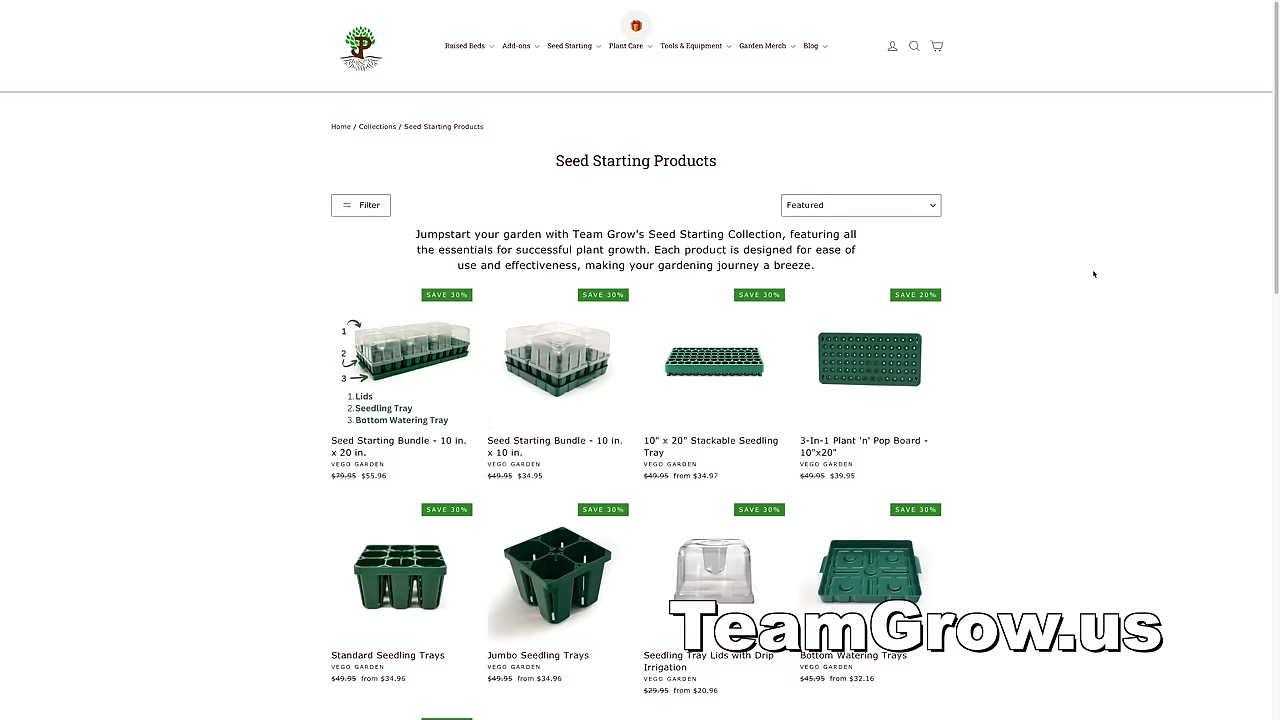 Raised Beds Add-ons Seed Starting Plant Care Tools & Equipment Garden Merch Blog
Home / Collections / Seed Starting Products
Seed Starting Products
Filter
Featured
Jumpstart your garden with Team Grow's Seed Starting Collection, featuring all
the essentials for successful plant growth. Each product is designed for ease of
use and effectiveness, making your gardening journey a breeze.
SAVE 30%
1
2
3
1. Lids
2. Seedling Tray
3. Bottom Watering Tray
Seed Starting Bundle - 10 in.
x 20 in.
VEGO GARDEN
$79.95 $55.96
SAVE 30%
Seed Starting Bundle - 10 in.
x 10 in.
VEGO GARDEN
$49.95 $34.95
SAVE 30%
10" x 20" Stackable Seedling
Tray
VEGO GARDEN
$49.95 from $34.97
SAVE 20%
3-In-1 Plant 'n' Pop Board -
10"x20"
VEGO GARDEN
$49.95 $39.95
SAVE 30%
Standard Seedling Trays
VEGO GARDEN
$49.95 from $34.96
SAVE 30%
Jumbo Seedling Trays
VEGO GARDEN
$49.95 from $34.96
SAVE 30%
Seedling Tray Lids with Drip
Irrigation
VEGO GARDEN
$29.95 from $20.96
SAVE 30%
Bottom Watering Trays
VEGO GARDEN
$45.95 from $32.16
TeamGrow.us